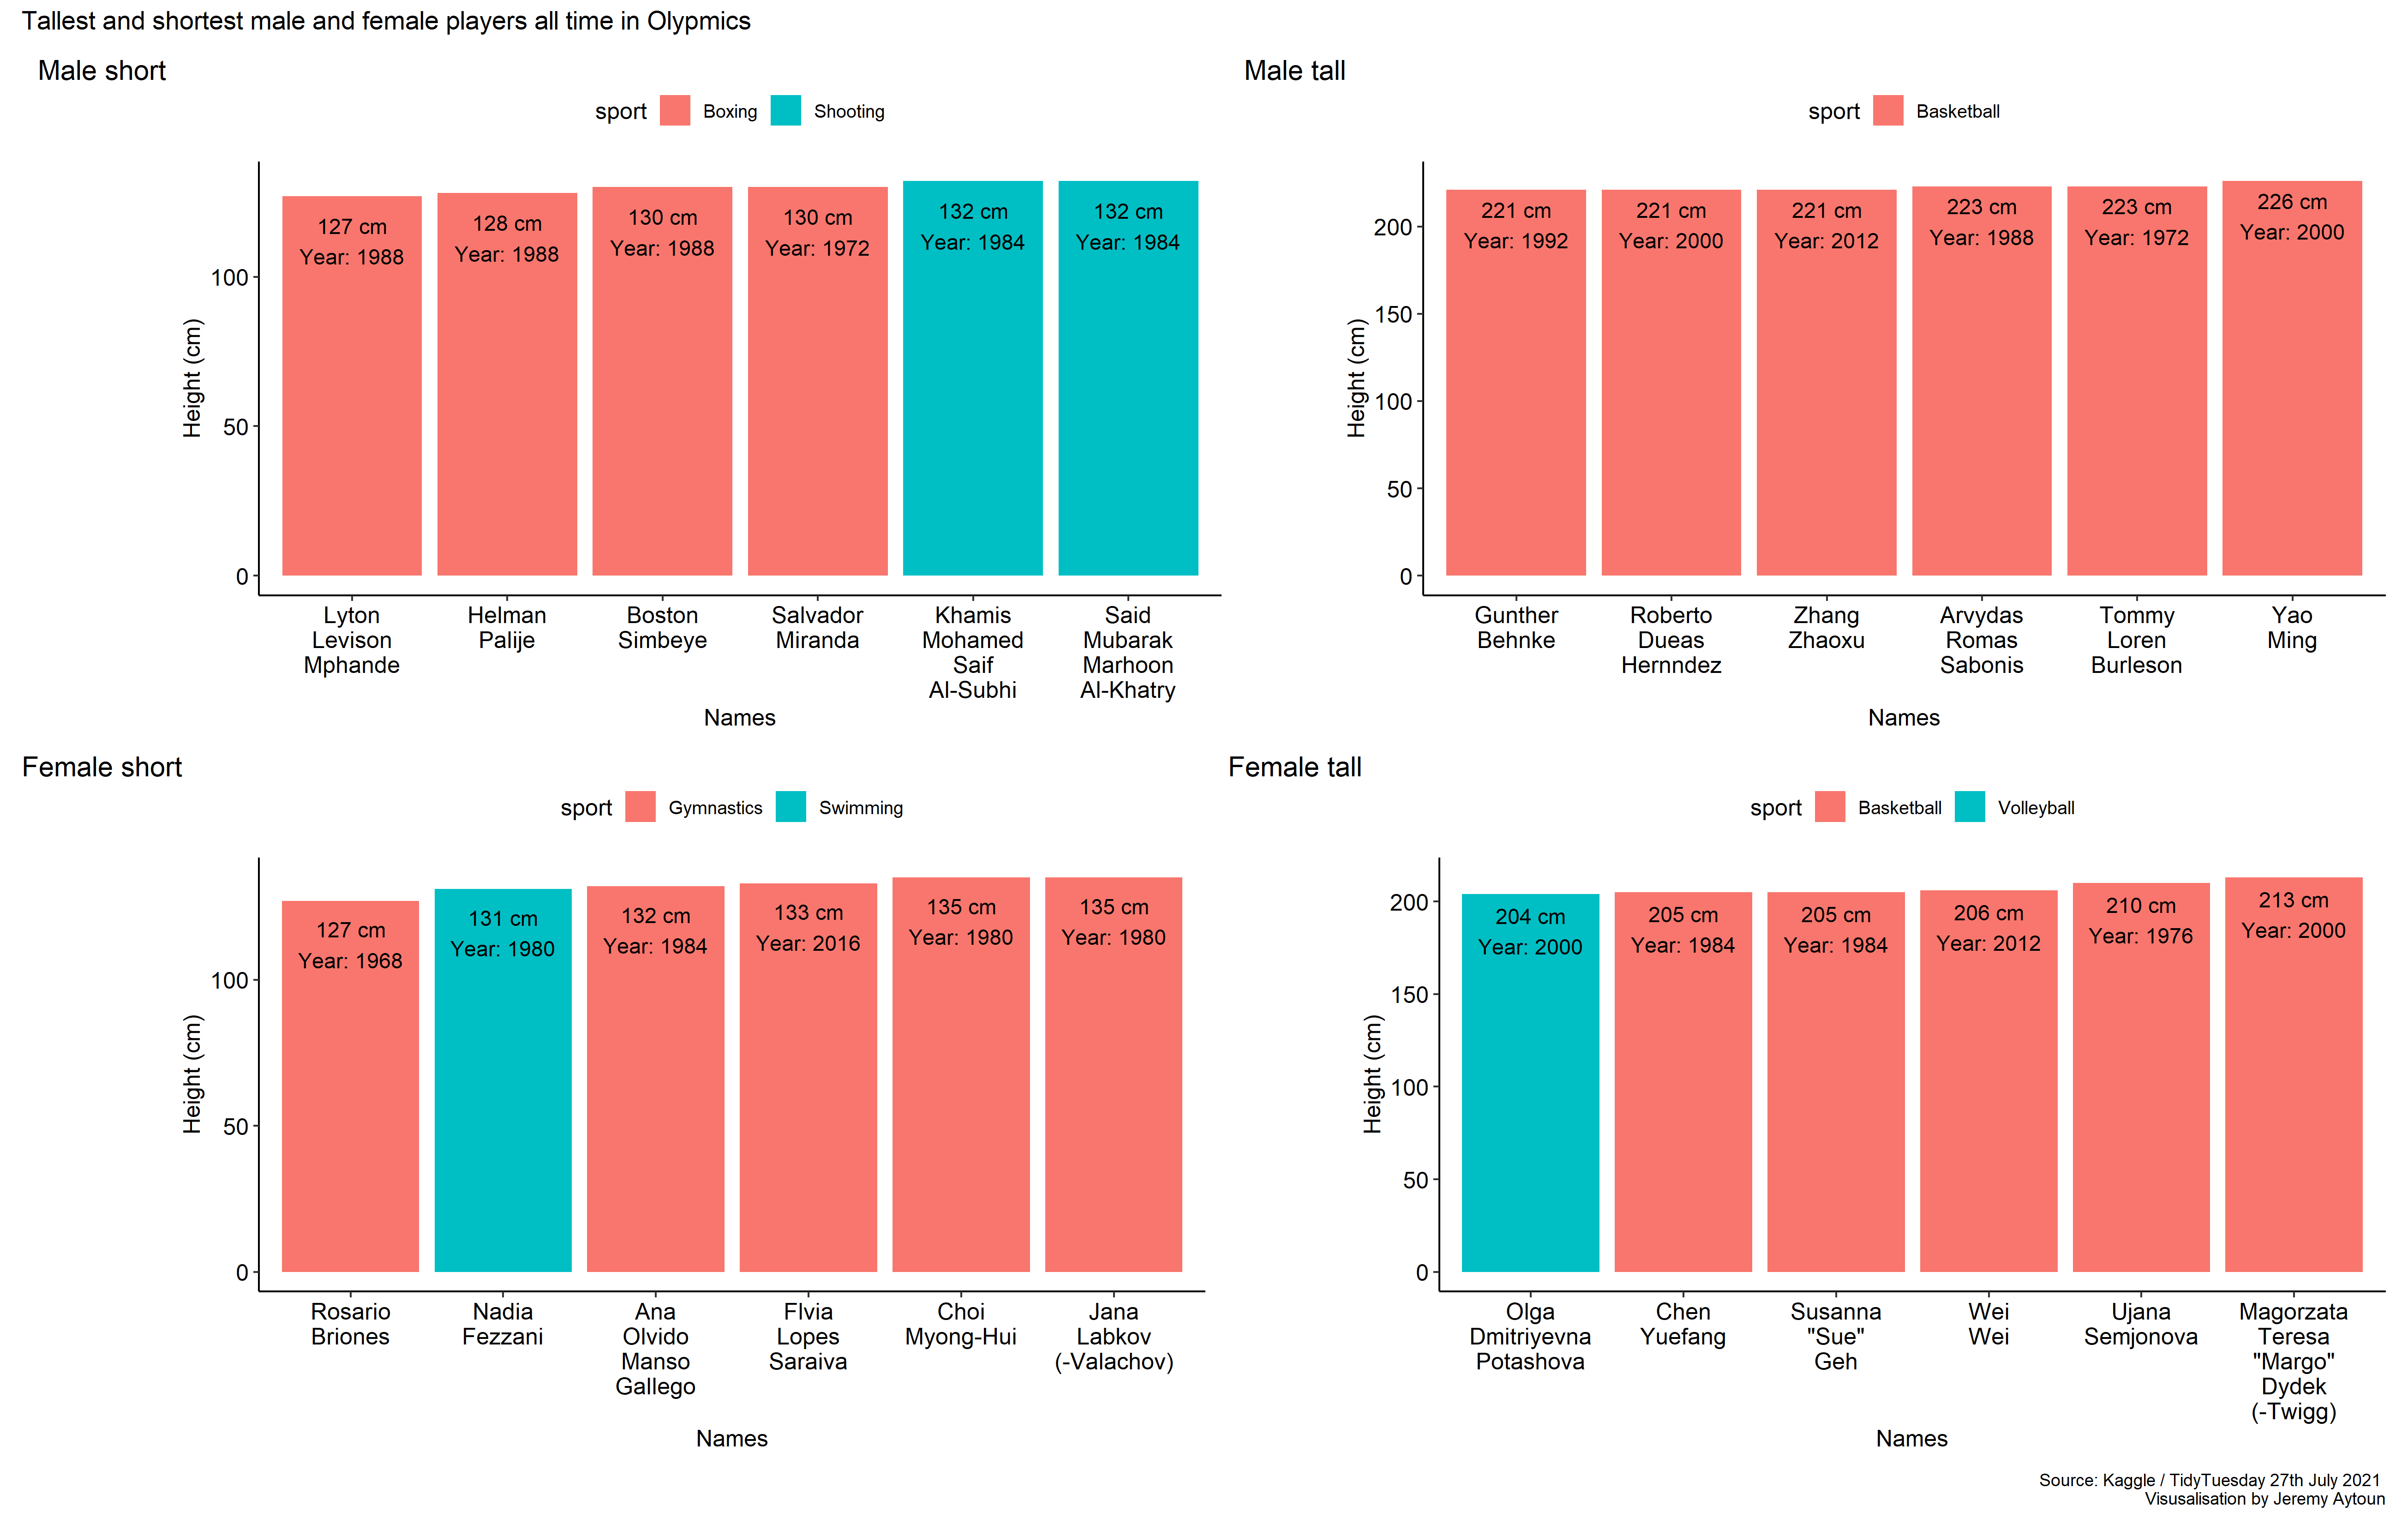 Tallest and shortest male and female players all time in Olypmics
Male short
sport Boxing Shooting
Height (cm)
100
50
0
127 cm
Year: 1988
128 cm
Year: 1988
130 cm
Year: 1988
130 cm
Year: 1972
132 cm
Year: 1984
132 cm
Year: 1984
Lyton
Levison
Mphande
Helman
Palije
Boston
Simbeye
Salvador
Miranda
Khamis
Mohamed
Saif
Al-Subhi
Said
Mubarak
Marhoon
Al-Khatry
Names
Male tall
sport Basketball
Height (cm)
200
150
100
50
0
221 cm
Year: 1992
221 cm
Year: 2000
221 cm
Year: 2012
223 cm
Year: 1988
223 cm
Year: 1972
226 cm
Year: 2000
Gunther
Behnke
Roberto
Dueas
Hernndez
Zhang
Zhaoxu
Arvydas
Romas
Sabonis
Tommy
Loren
Burleson
Yao
Ming
Names
Female short
sport Gymnastics Swimming
Height (cm)
100
50
0
127 cm
Year: 1968
131 cm
Year: 1980
132 cm
Year: 1984
133 cm
Year: 2016
135 cm
Year: 1980
135 cm
Year: 1980
Rosario
Briones
Nadia
Fezzani
Ana
Olvido
Manso
Gallego
Flvia
Lopes
Saraiva
Choi
Myong-Hui
Jana
Labkov
(-Valachov)
Names
Female tall
sport Basketball Volleyball
Height (cm)
200
150
100
50
0
204 cm
Year: 2000
205 cm
Year: 1984
205 cm
Year: 1984
206 cm
Year: 2012
210 cm
Year: 1976
213 cm
Year: 2000
Olga
Dmitriyevna
Potashova
Chen
Yuefang
Susanna
"Sue"
Geh
Wei
Wei
Ujana
Semjonova
Magorzata
Teresa
"Margo"
Dydek
(-Twigg)
Names
Source: Kaggle / TidyTuesday 27th July 2021
Visusalisation by Jeremy Aytoun